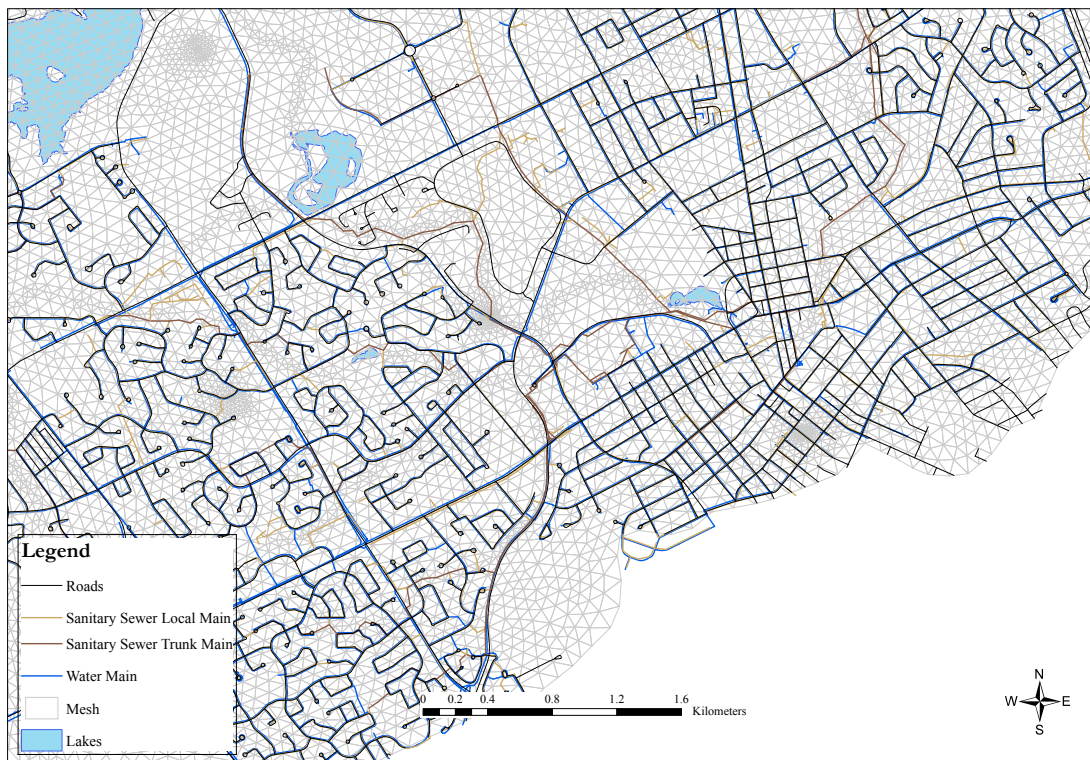 Legend
Roads
Sanitary Sewer Local Main
Sanitary Sewer Trunk Main
Water Main
Mesh
Lakes
0 0.2 0.4 0.8 1.2 1.6
Kilometers
N
W E
S